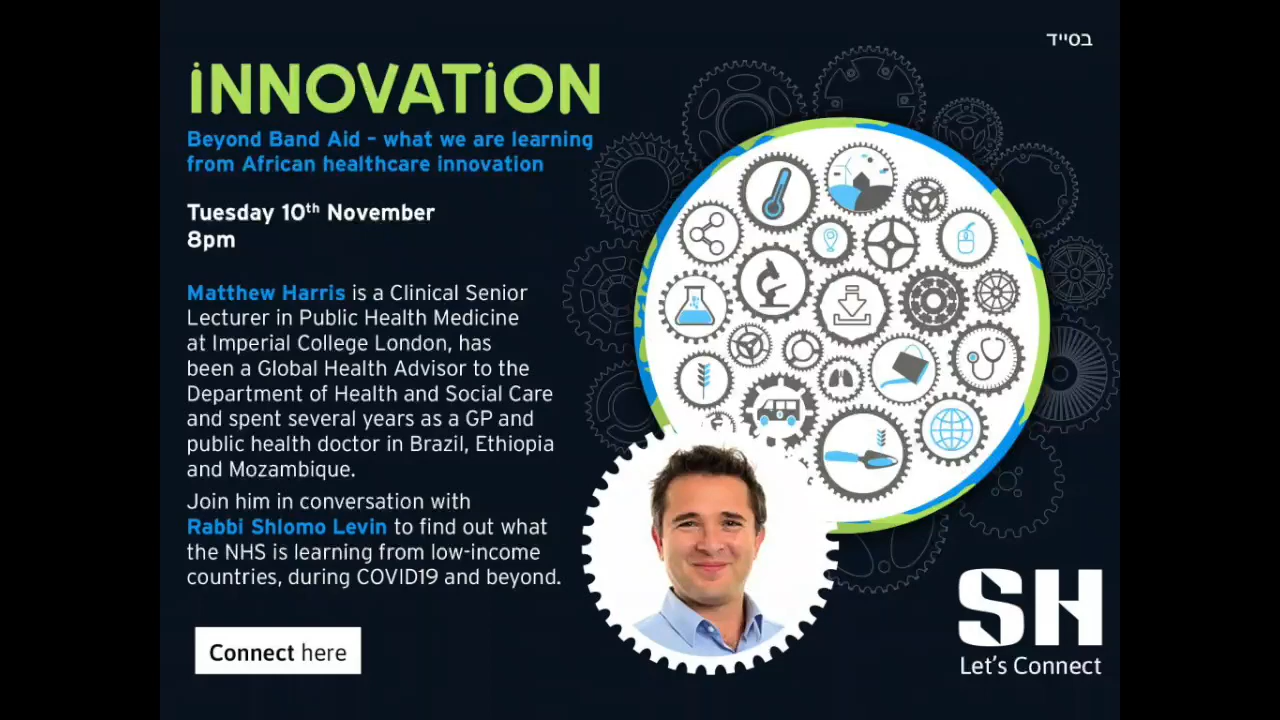 בסייד
iNNOVATiON
Beyond Band Aid – what we are learning
from African healthcare innovation
Tuesday 10th November
8pm
Matthew Harris is a Clinical Senior
Lecturer in Public Health Medicine
at Imperial College London, has
been a Global Health Advisor to the
Department of Health and Social Care
and spent several years as a GP and
public health doctor in Brazil, Ethiopia
and Mozambique.
Join him in conversation with
Rabbi Shlomo Levin to find out what
the NHS is learning from low-income
countries, during COVID19 and beyond.
Connect here
SH
Let's Connect